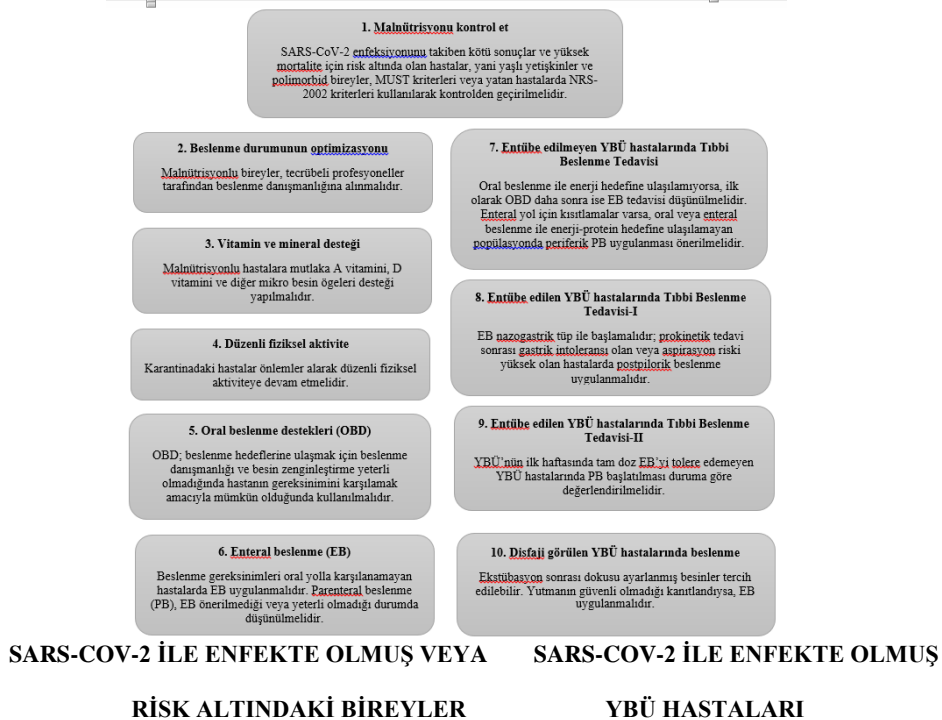 1. Malnütrisyonu kontrol et
SARS-CoV-2 enfeksiyonunu takiben kötü sonuçlar ve yüksek
mortalite için risk altında olan hastalar, yani yaşlı yetişkinler ve
polimorbid bireyler, MUST kriterleri veya yatan hastalarda NRS-
2002 kriterleri kullanılarak kontrolden geçirilmelidir.
2. Beslenme durumunun optimizasyonu
Malnütrisyonlu bireyler, tecrübeli profesyoneller
tarafından beslenme danışmanlığına alınmalıdır.
3. Vitamin ve mineral desteği
Malnütrisyonlu hastalara mutlaka A vitamini, D
vitamini ve diğer mikro besin ögeleri desteği
yapılmalıdır.
4. Düzenli fiziksel aktivite
Karantinadaki hastalar önlemler alarak düzenli fiziksel
aktiviteye devam etmelidir.
5. Oral beslenme destekleri (OBD)
OBD; beslenme hedeflerine ulaşmak için beslenme
danışmanlığı ve besin zenginleştirme yeterli
olmadığında hastanın gereksinimini karşılamak
amacıyla mümkün olduğunda kullanılmalıdır.
6. Enteral beslenme (EB)
Beslenme gereksinimleri oral yolla karşılanamayan
hastalarda EB uygulanmalıdır. Parenteral beslenme
(PB), EB önerilmediği veya yeterli olmadığı durumda
düşünülmelidir.
7. Entübe edilmeyen YBÜ hastalarında Tıbbi
Beslenme Tedavisi
Oral beslenme ile enerji hedefine ulaşılamıyorsa, ilk
olarak OBD daha sonra ise EB tedavisi düşünülmelidir.
Enteral yol için kısıtlamalar varsa, oral veya enteral
beslenme ile enerji-protein hedefine ulaşılamayan
popülasyonda periferik PB uygulanması önerilmelidir.
8. Entübe edilen YBÜ hastalarında Tıbbi Beslenme
Tedavisi-I
EB nazogastrik tüp ile başlamalıdır; prokinetik tedavi
sonrası gastrik intoleransı olan veya aspirasyon riski
yüksek olan hastalarda postpilorik beslenme
uygulanmalıdır.
9. Entübe edilen YBÜ hastalarında Tıbbi Beslenme
Tedavisi-II
YBÜ'nün ilk haftasında tam doz EB'yi tolere edemeyen
YBÜ hastalarında PB başlatılması duruma göre
değerlendirilmelidir.
10. Disfaji görülen YBÜ hastalarında beslenme
Ekstübasyon sonrası dokusu ayarlanmış besinler tercih
edilebilir. Yutmanın güvenli olmadığı kanıtlandıysa, EB
uygulanmalıdır.
SARS-COV-2 İLE ENFEKTE OLMUŞ VEYA
RİSK ALTINDAKİ BİREYLER
SARS-COV-2 İLE ENFEKTE OLMUŞ
YBÜ HASTALARI